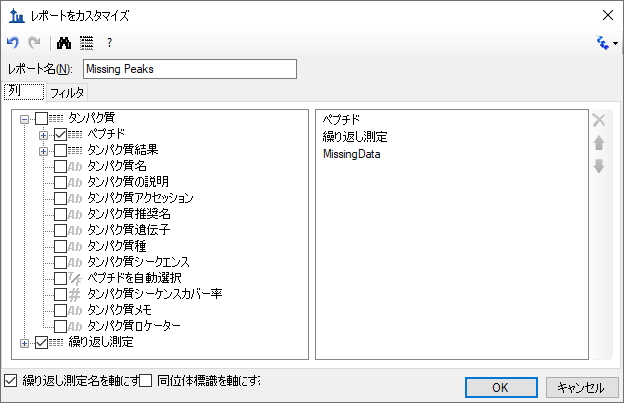 レポートをカスタマイズ
?
レポート名(N): Missing Peaks
列 フィルタ
タンパク質
ペプチド
タンパク質結果
Ab タンパク質名
Ab タンパク質の説明
Ab タンパク質アクセッション
Ab タンパク質推奨名
Ab タンパク質遺伝子
Ab タンパク質種
Ab タンパク質シークエンス
T/F ペプチドを自動選択
# タンパク質シーケンスカバー率
Ab タンパク質メモ
Ab タンパク質ロケーター
繰り返し測定
ペプチド
繰り返し測定
MissingData
繰り返し測定名を軸にす 同位体標識を軸にす
OK キャンセル